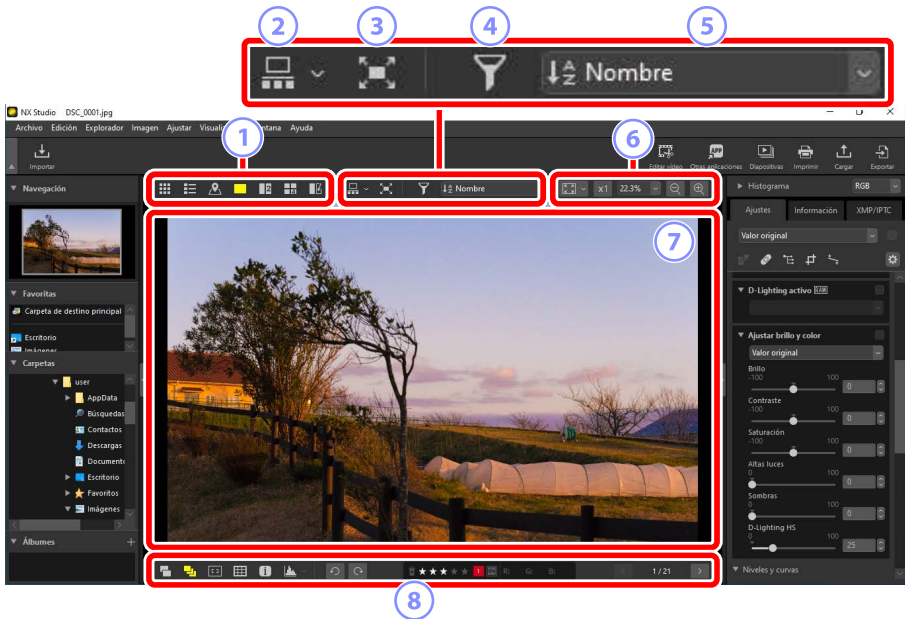 2
3
4
5
Nombre
NX Studio DSC_0001.jpg
Archivo Edición Explorador Imagen Ajustar Ayuda
1
6
Importar
Editar vídeo Otras aplicaciones Diapositivas Imprimir Cargar Exportar
Navegación
Nombre
x1 22.3%
Histograma RGB
Ajustes Información XMP/IPTC
7
Valor original
Favoritas
D-Lighting activo RAW
Carpeta de destino principal
Escritorio
Imágenes
Ajustar brillo y color
Carpetas
Valor original
user
Brillo
-100 100
0
AppData
Búsquedas
Contraste
-100 100
0
Contactos
Descargas
Saturación
-100 100
0
Documento
Escritorio
Altas luces
0 100
0
Favoritos
Sombras
0 100
0
Imágenes
D-Lighting HS
0 100
25
Álbumes
Niveles y curvas
1 R: G: B: 1 / 21
8